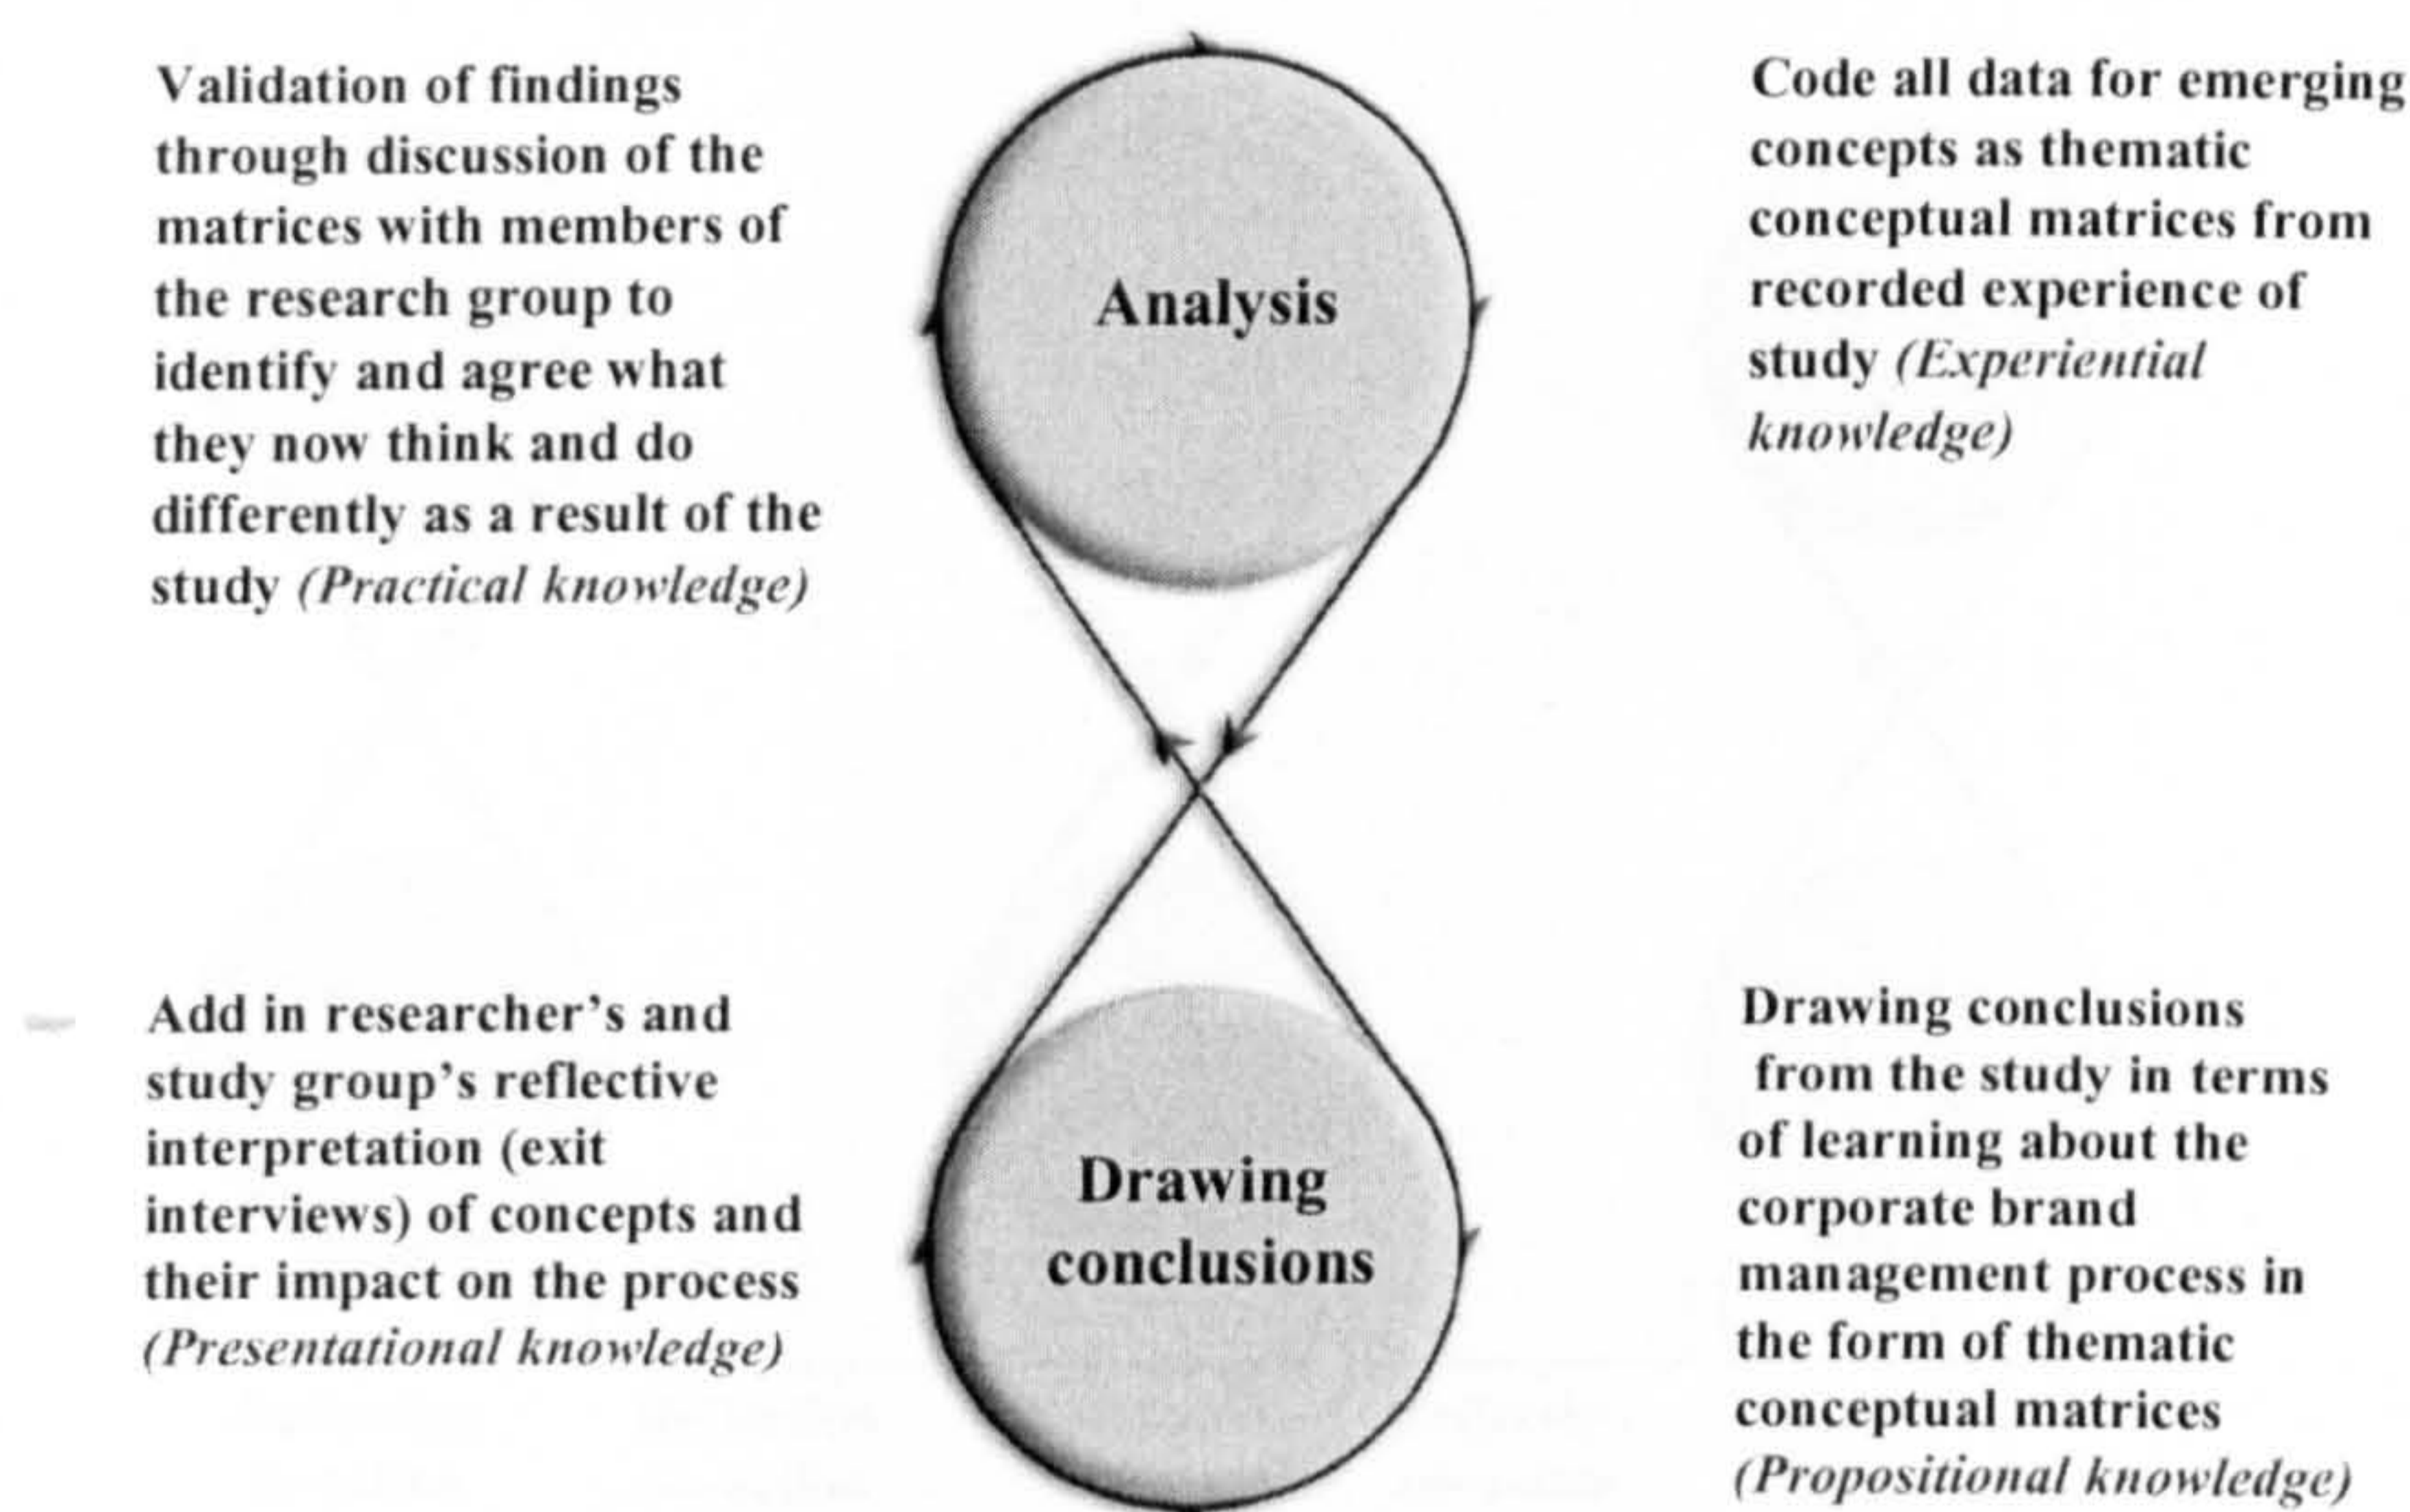 Validation of findings
through discussion of the
matrices with members of
the research group to
identify and agree what
they now think and do
differently as a result of the
study (Practical knowledge)
Analysis
Code all data for emerging
concepts as thematic
conceptual matrices from
recorded experience of
study (Experiential
knowledge)
Add in researcher's and
study group's reflective
interpretation (exit
interviews) of concepts and
their impact on the process
(Presentational knowledge)
Drawing
conclusions
Drawing conclusions
from the study in terms
of learning about the
corporate brand
management process in
the form of thematic
conceptual matrices
(Propositional knowledge)